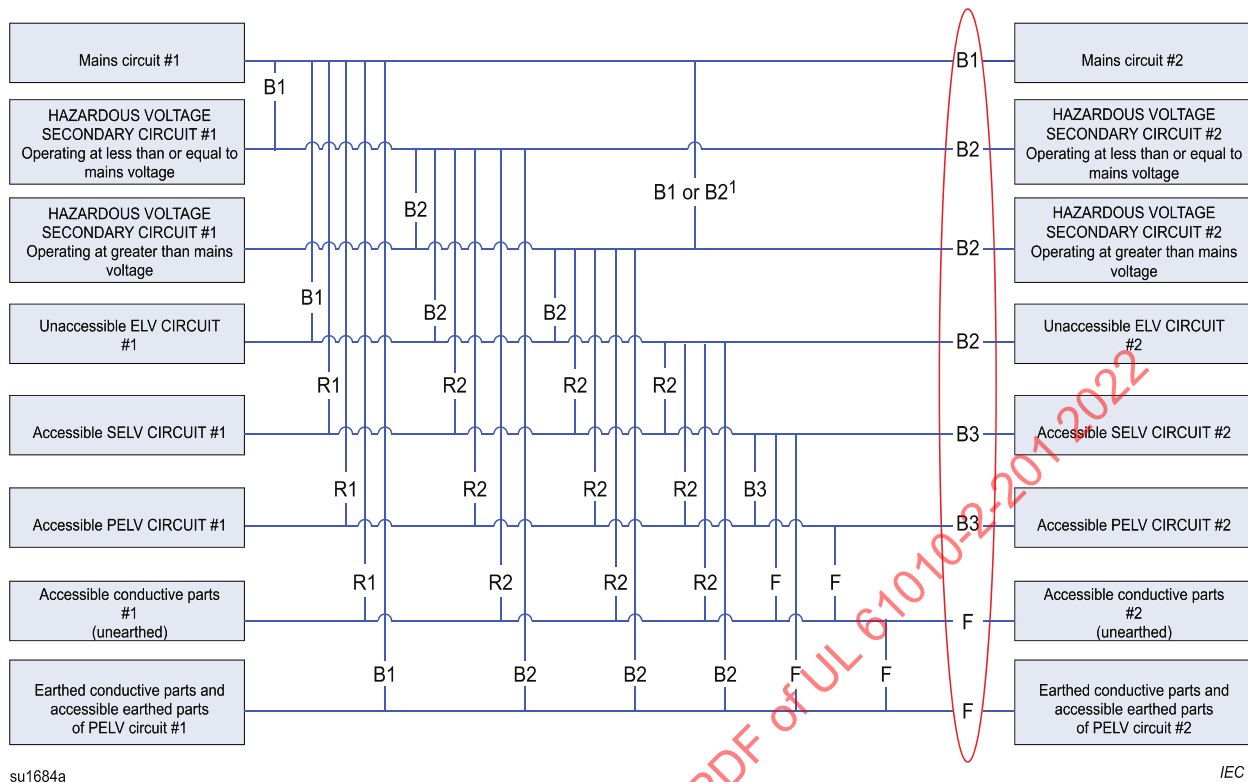 Mains circuit #1
B1
Mains circuit #2
B1
HAZARDOUS VOLTAGE
SECONDARY CIRCUIT #1
Operating at less than or equal to
mains voltage
B2
HAZARDOUS VOLTAGE
SECONDARY CIRCUIT #2
Operating at less than or equal to
mains voltage
B1 or B2¹
B2
HAZARDOUS VOLTAGE
SECONDARY CIRCUIT #1
Operating at greater than mains
voltage
B2
HAZARDOUS VOLTAGE
SECONDARY CIRCUIT #2
Operating at greater than mains
voltage
B1
B2
B2
Unaccessible ELV CIRCUIT
#1
B2
Unaccessible ELV CIRCUIT
#2
R1
R2
R2
R2
Accessible SELV CIRCUIT #1
B3
Accessible SELV CIRCUIT #2
R1
R2
R2
R2
B3
Accessible PELV CIRCUIT #1
B3
Accessible PELV CIRCUIT #2
R1
R2
R2
R2
F
F
Accessible conductive parts
#1
(unearthed)
F
Accessible conductive parts
#2
(unearthed)
B1
B2
B2
B2
F
F
Earthed conductive parts and
accessible earthed parts
of PELV circuit #1
F
Earthed conductive parts and
accessible earthed parts
of PELV circuit #2
su1684a
IEC
PDF of UL 61010-2-201 2022